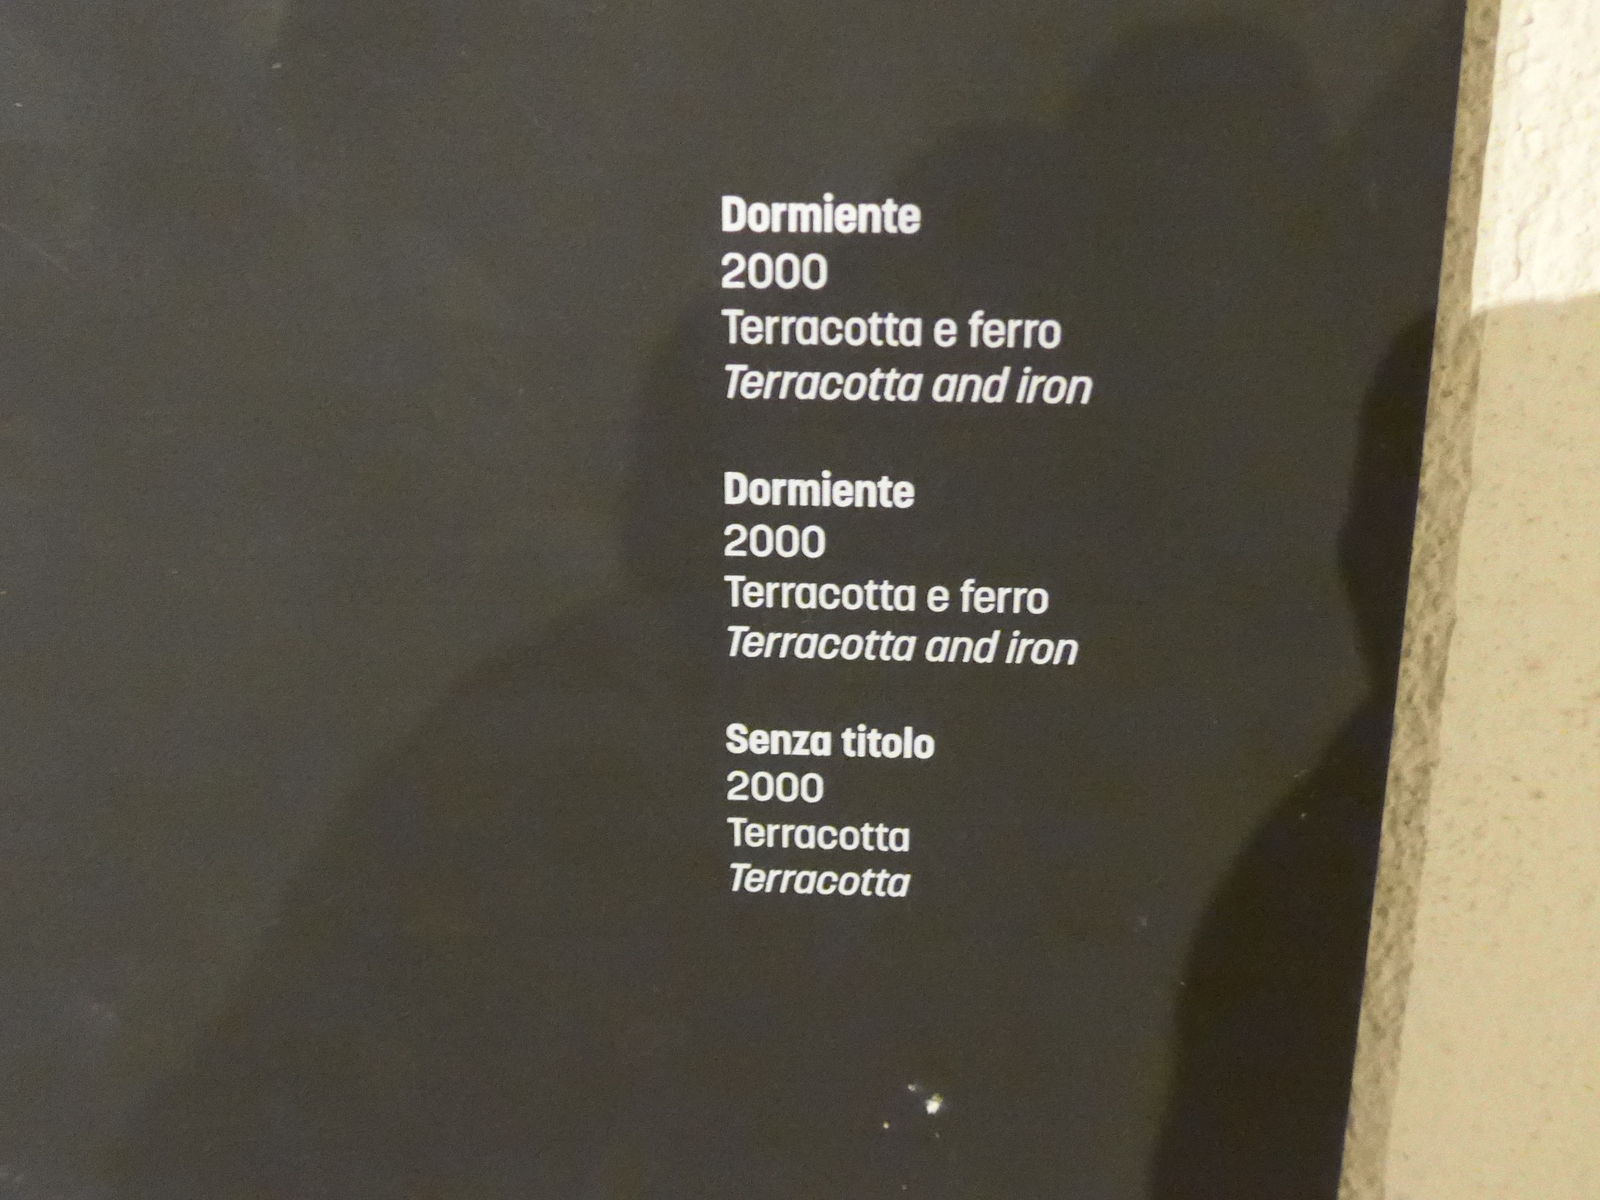 Dormiente
2000
Terracotta e ferro
Terracotta and iron
Dormiente
2000
Terracotta e ferro
Terracotta and iron
Senza titolo
2000
Terracotta
Terracotta